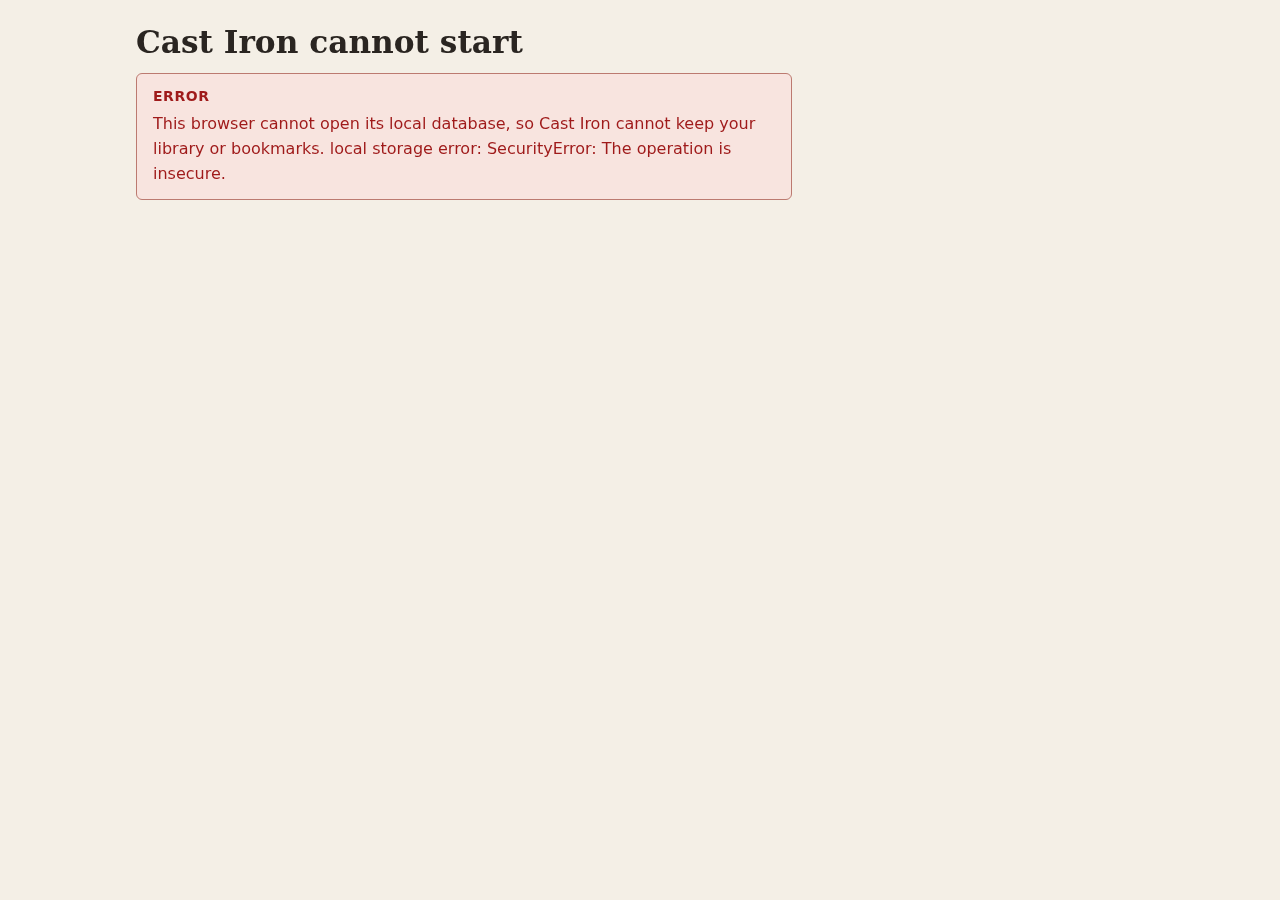 Cast Iron cannot start
ERROR
This browser cannot open its local database, so Cast Iron cannot keep your
library or bookmarks. local storage error: SecurityError: The operation is
insecure.